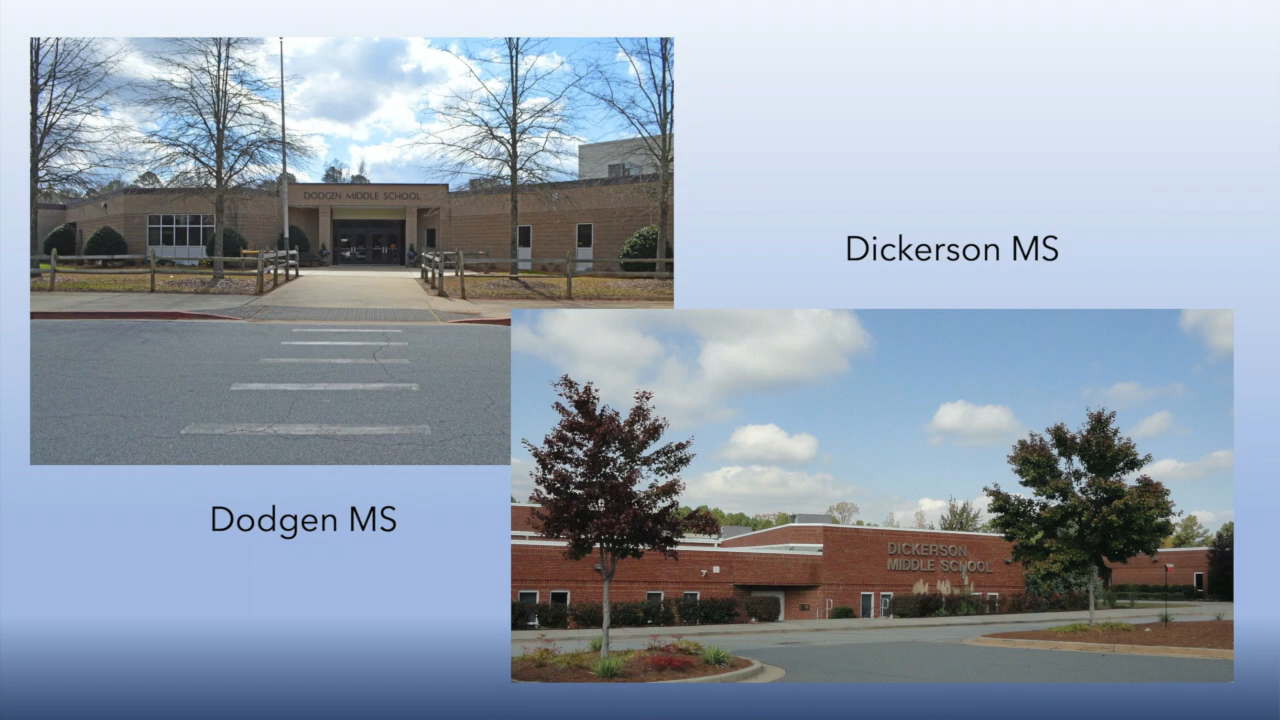 DODGEN MIDDLE SCHOOL
Dickerson MS
Dodgen MS
DICKERSON
MIDDLE SCHOOL